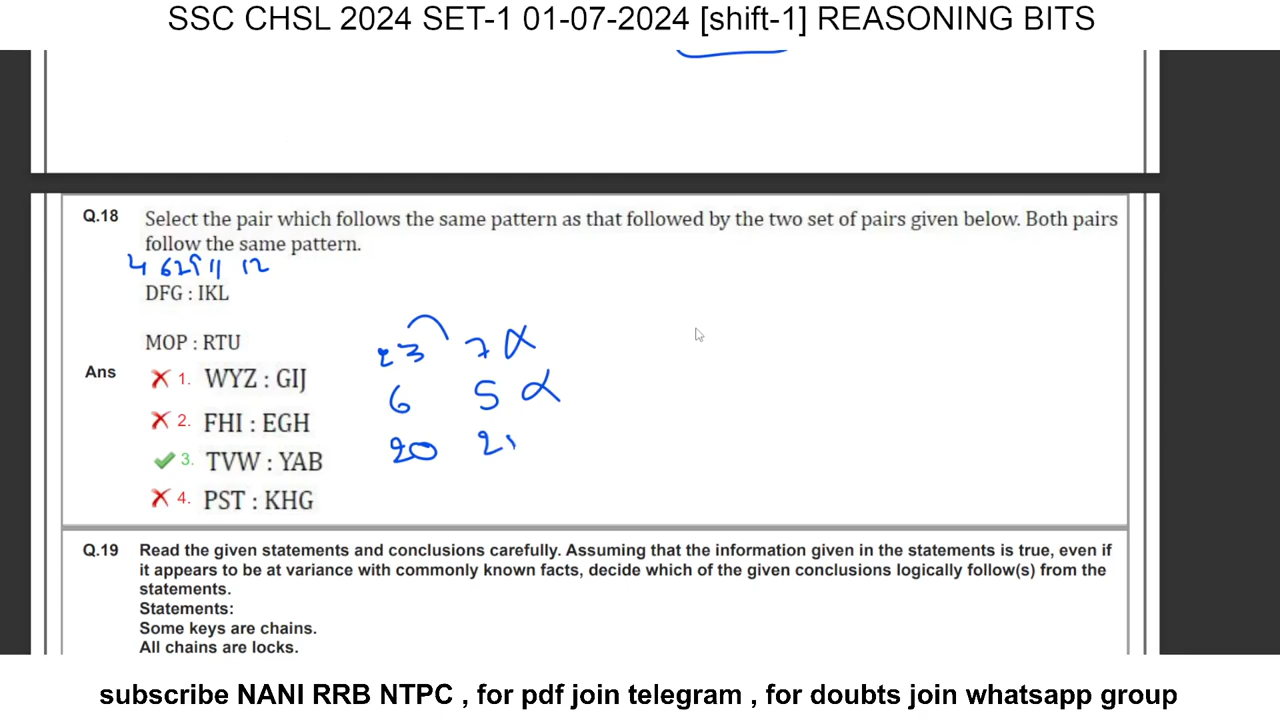 SSC CHSL 2024 SET-1 01-07-2024 [shift-1] REASONING BITS
Q.18 Select the pair which follows the same pattern as that followed by the two set of pairs given below. Both pairs
follow the same pattern.
DFG : IKL
MOP : RTU
23 7
Ans 1. WYZ : GIJ
6 5
2. FHI : EGH
20
3. TVW : YAB
4. PST : KHG
Q.19 Read the given statements and conclusions carefully. Assuming that the information given in the statements is true, even if
it appears to be at variance with commonly known facts, decide which of the given conclusions logically follow(s) from the
statements.
Statements:
Some keys are chains.
All chains are locks.
subscribe NANI RRB NTPC , for pdf join telegram , for doubts join whatsapp group